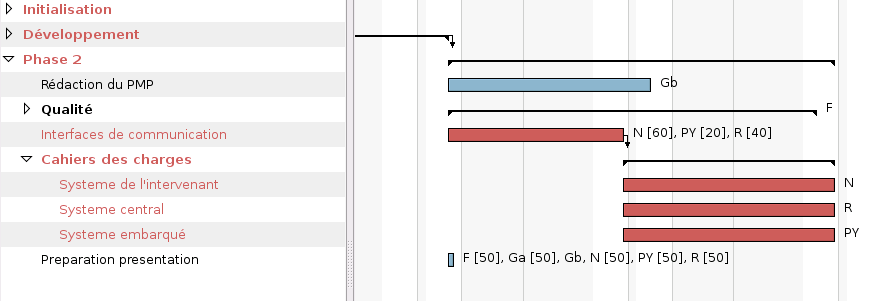 Initialisation
Développement
Phase 2
Rédaction du PMP Gb
Qualité F
Interfaces de communication N [60], PY [20], R [40]
Cahiers des charges
Systeme de l'intervenant N
Systeme central R
Systeme embarqué PY
Preparation presentation F [50], Ga [50], Gb, N [50], PY [50], R [50]